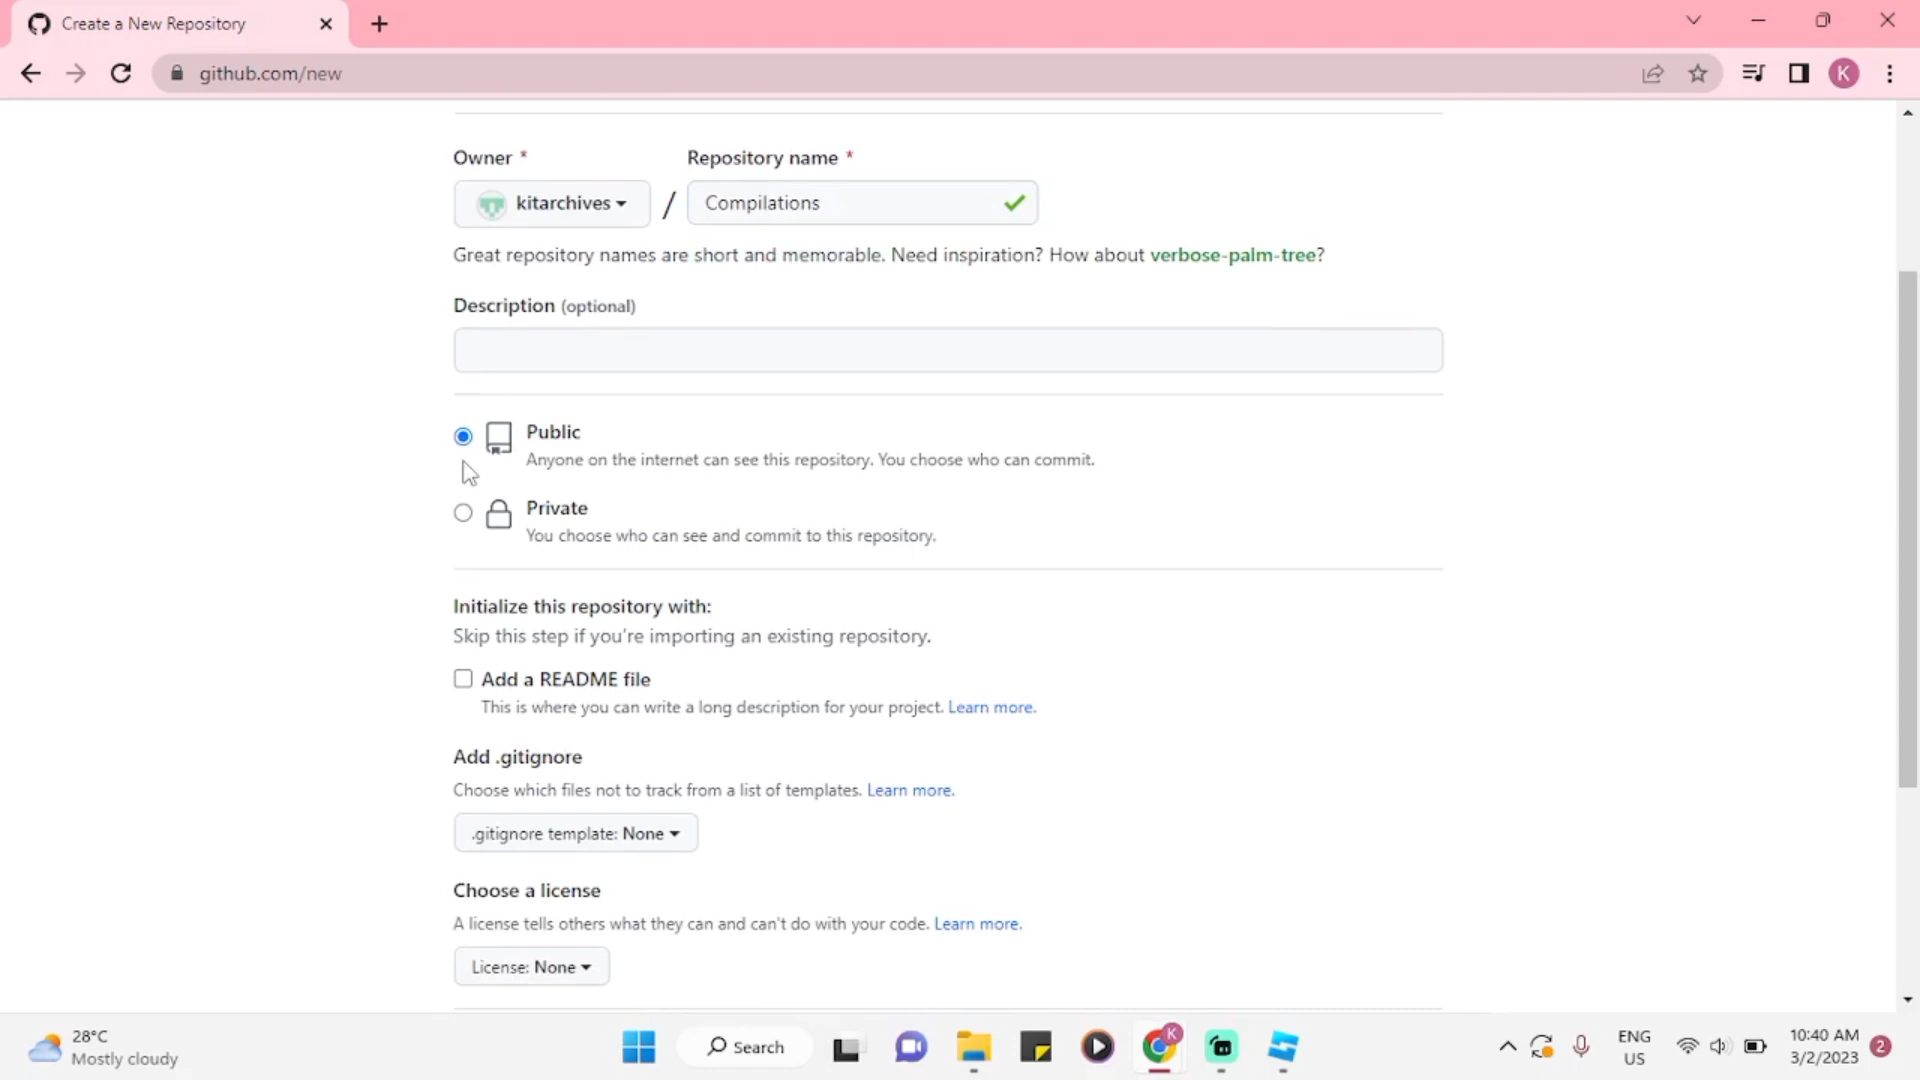 Create a New Repository
github.com/new
K
Owner *
Repository name *
kitarchives
/
Compilations
Great repository names are short and memorable. Need inspiration? How about verbose-palm-tree?
Description (optional)
Public
Anyone on the internet can see this repository. You choose who can commit.
Private
You choose who can see and commit to this repository.
Initialize this repository with:
Skip this step if you're importing an existing repository.
Add a README file
This is where you can write a long description for your project. Learn more.
Add .gitignore
Choose which files not to track from a list of templates. Learn more.
.gitignore template: None
Choose a license
A license tells others what they can and can't do with your code. Learn more.
License: None
28°C
Mostly cloudy
Search
K
ENG
US
10:40 AM
3/2/2023
2